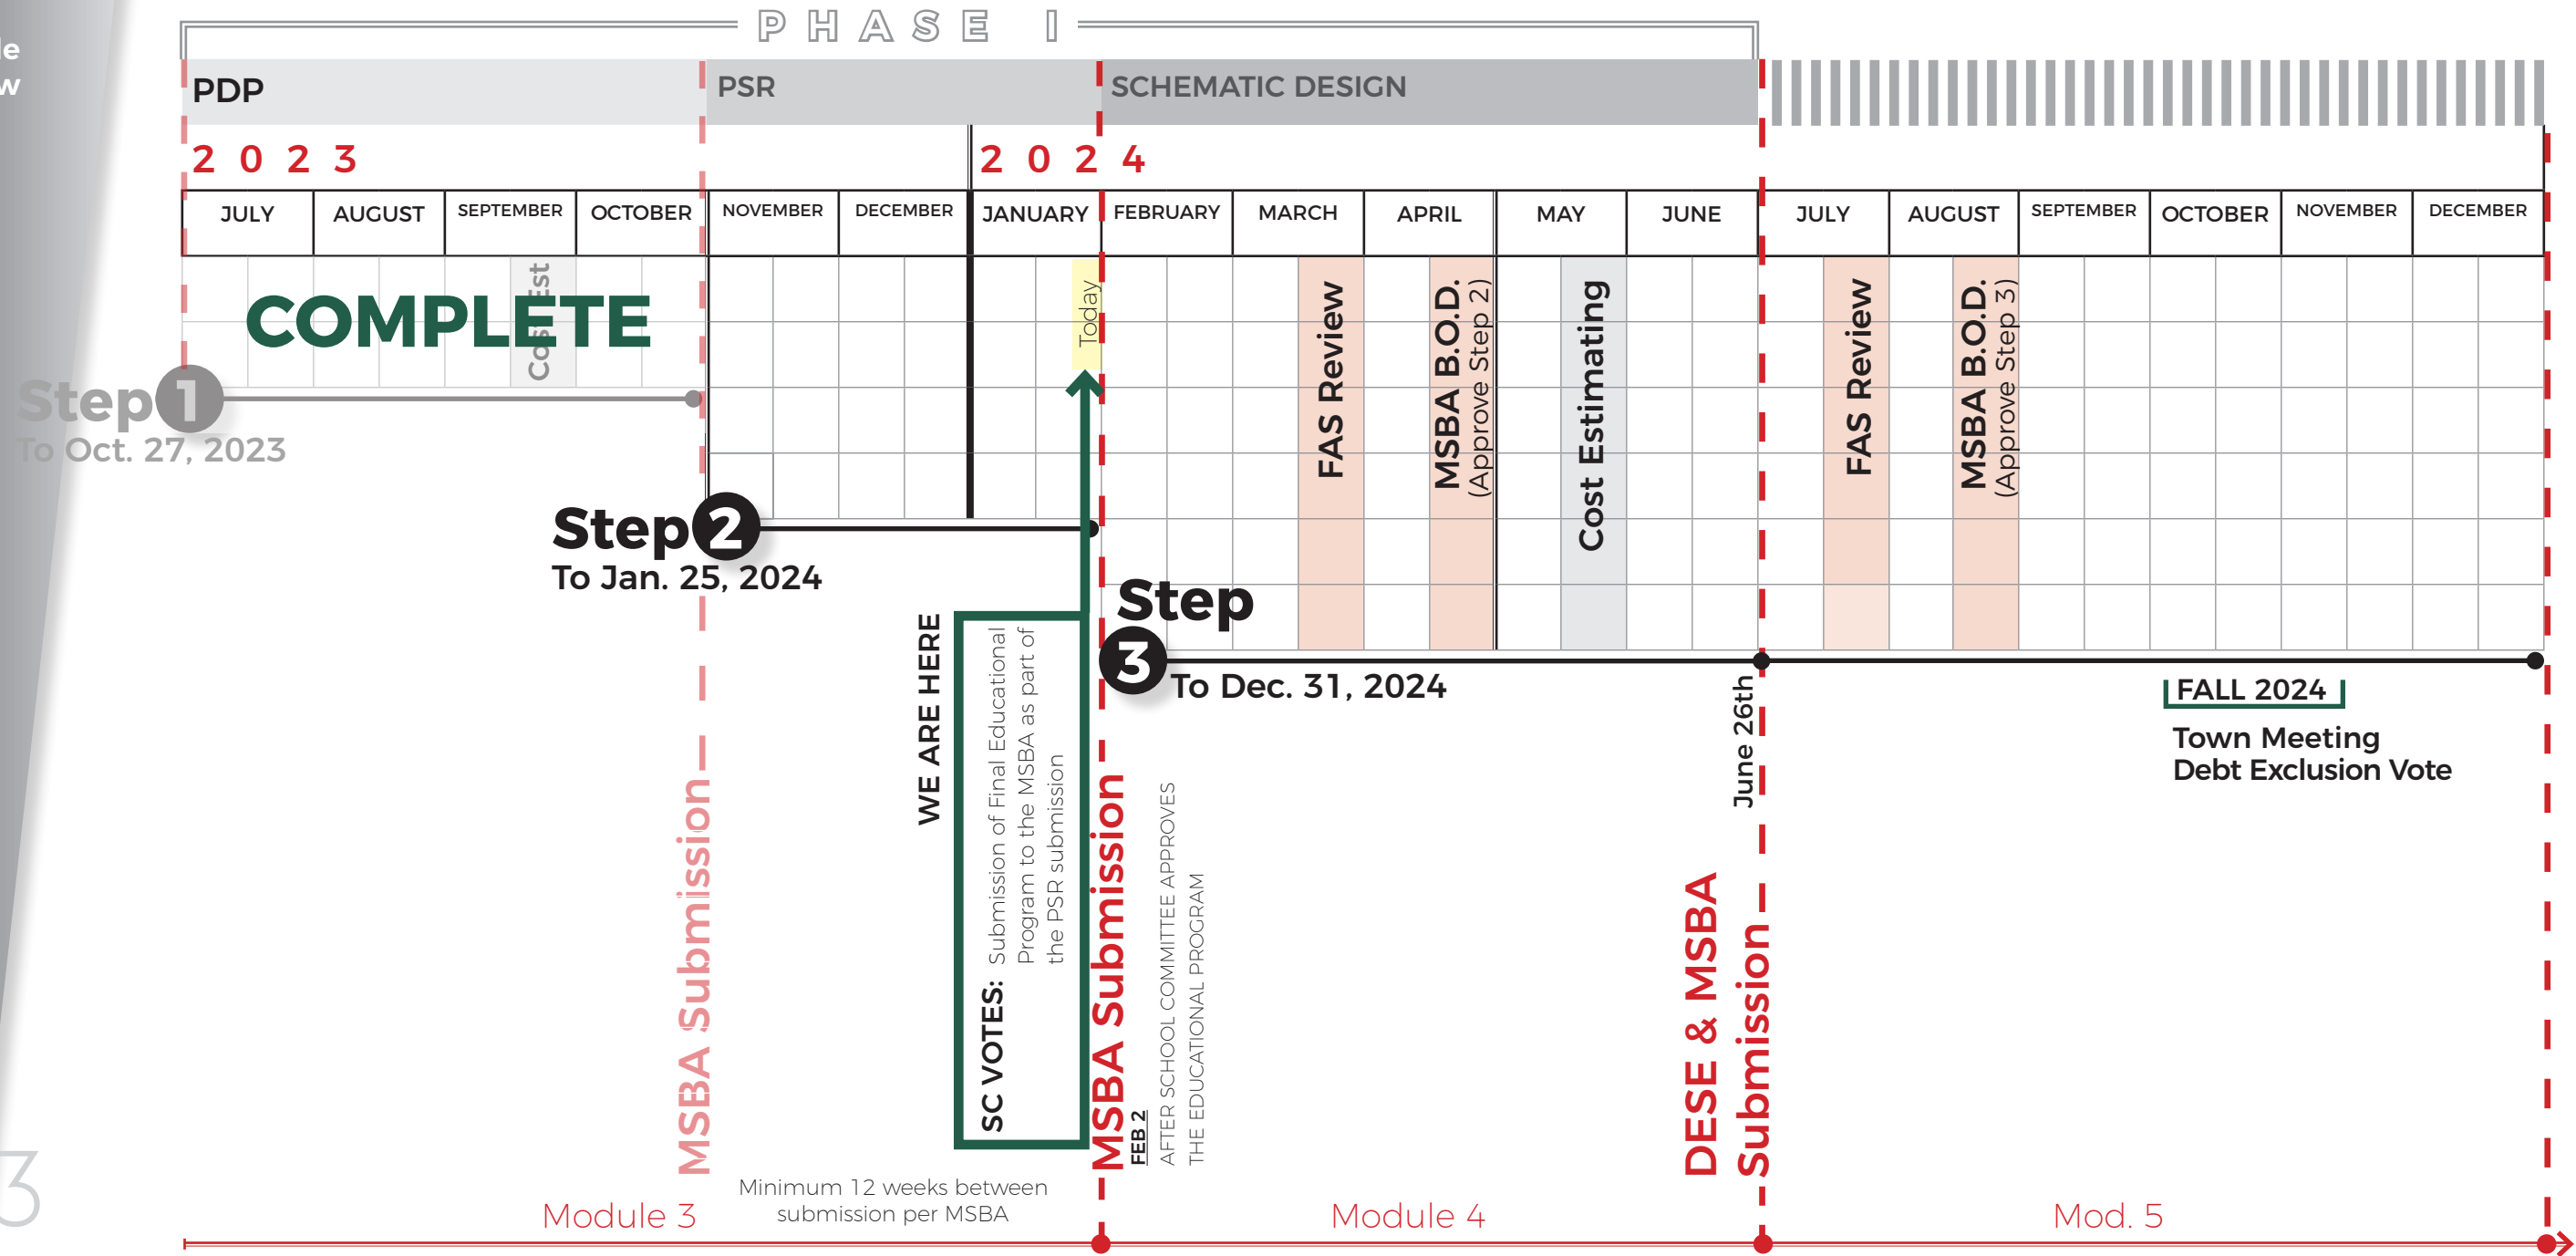 PHASE I
PDP
PSR
SCHEMATIC DESIGN
2023
2024
JULY
AUGUST
SEPTEMBER
OCTOBER
NOVEMBER
DECEMBER
JANUARY
FEBRUARY
MARCH
APRIL
MAY
JUNE
JULY
AUGUST
SEPTEMBER
OCTOBER
NOVEMBER
DECEMBER
COMPLETE
Cost Est
Today
FAS Review
MSBA B.O.D.
(Approve Step 2)
Cost Estimating
FAS Review
MSBA B.O.D.
(Approve Step 3)
Step 1
To Oct. 27, 2023
Step 2
To Jan. 25, 2024
Step
3
To Dec. 31, 2024
WE ARE HERE
SC VOTES: Submission of Final Educational
Program to the MSBA as part of
the PSR submission
MSBA Submission
MSBA Submission
FEB 2
AFTER SCHOOL COMMITTEE APPROVES
THE EDUCATIONAL PROGRAM
June 26th
DESE & MSBA
Submission
FALL 2024
Town Meeting
Debt Exclusion Vote
Minimum 12 weeks between
submission per MSBA
Module 3
Module 4
Mod. 5
3